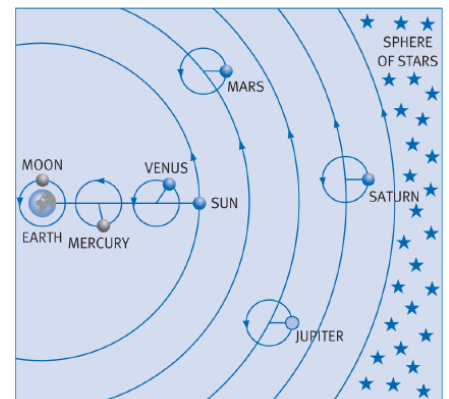 SPHERE
OF STARS
MARS
MOON
VENUS
SATURN
SUN
EARTH
MERCURY
JUPITER